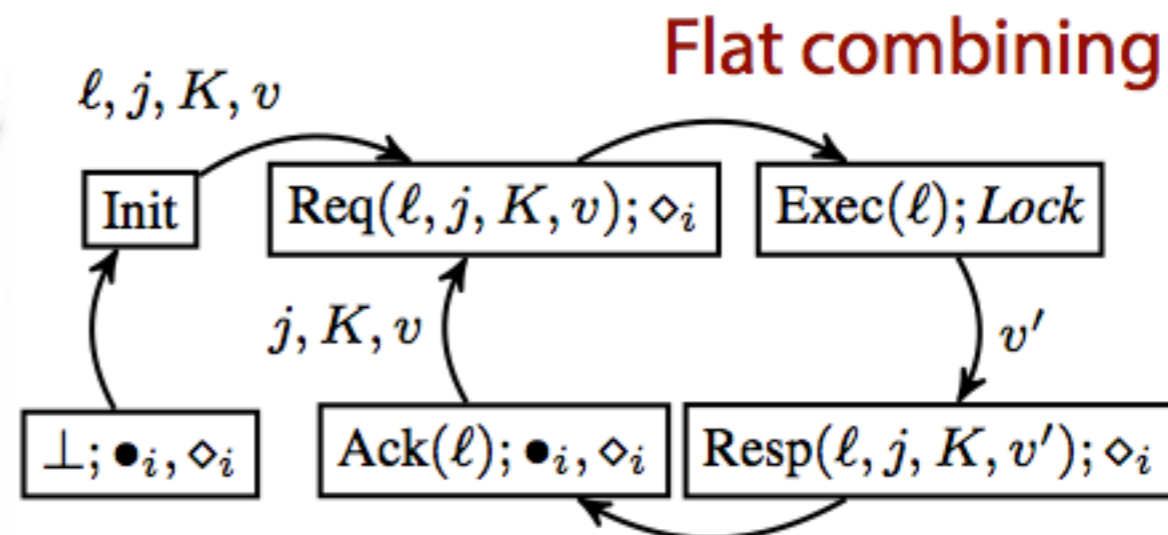 Flat combining
ℓ, j, K, v
Init
Req(ℓ, j, K, v); ⋄ᵢ
Exec(ℓ); Lock
j, K, v
v′
⊥; •ᵢ, ⋄ᵢ
Ack(ℓ); •ᵢ, ⋄ᵢ
Resp(ℓ, j, K, v′); ⋄ᵢ